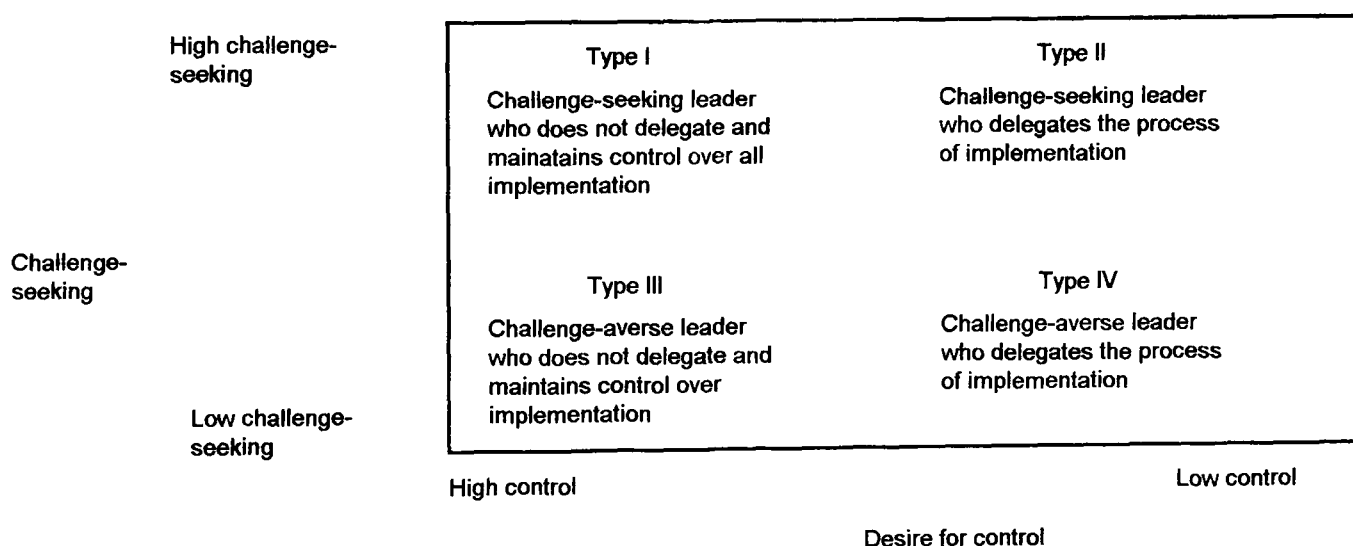 High challenge-
seeking
Type I
Challenge-seeking leader
who does not delegate and
mainatains control over all
implementation
Type II
Challenge-seeking leader
who delegates the process
of implementation
Challenge-
seeking
Type III
Challenge-averse leader
who does not delegate and
maintains control over
implementation
Type IV
Challenge-averse leader
who delegates the process
of implementation
Low challenge-
seeking
High control
Low control
Desire for control